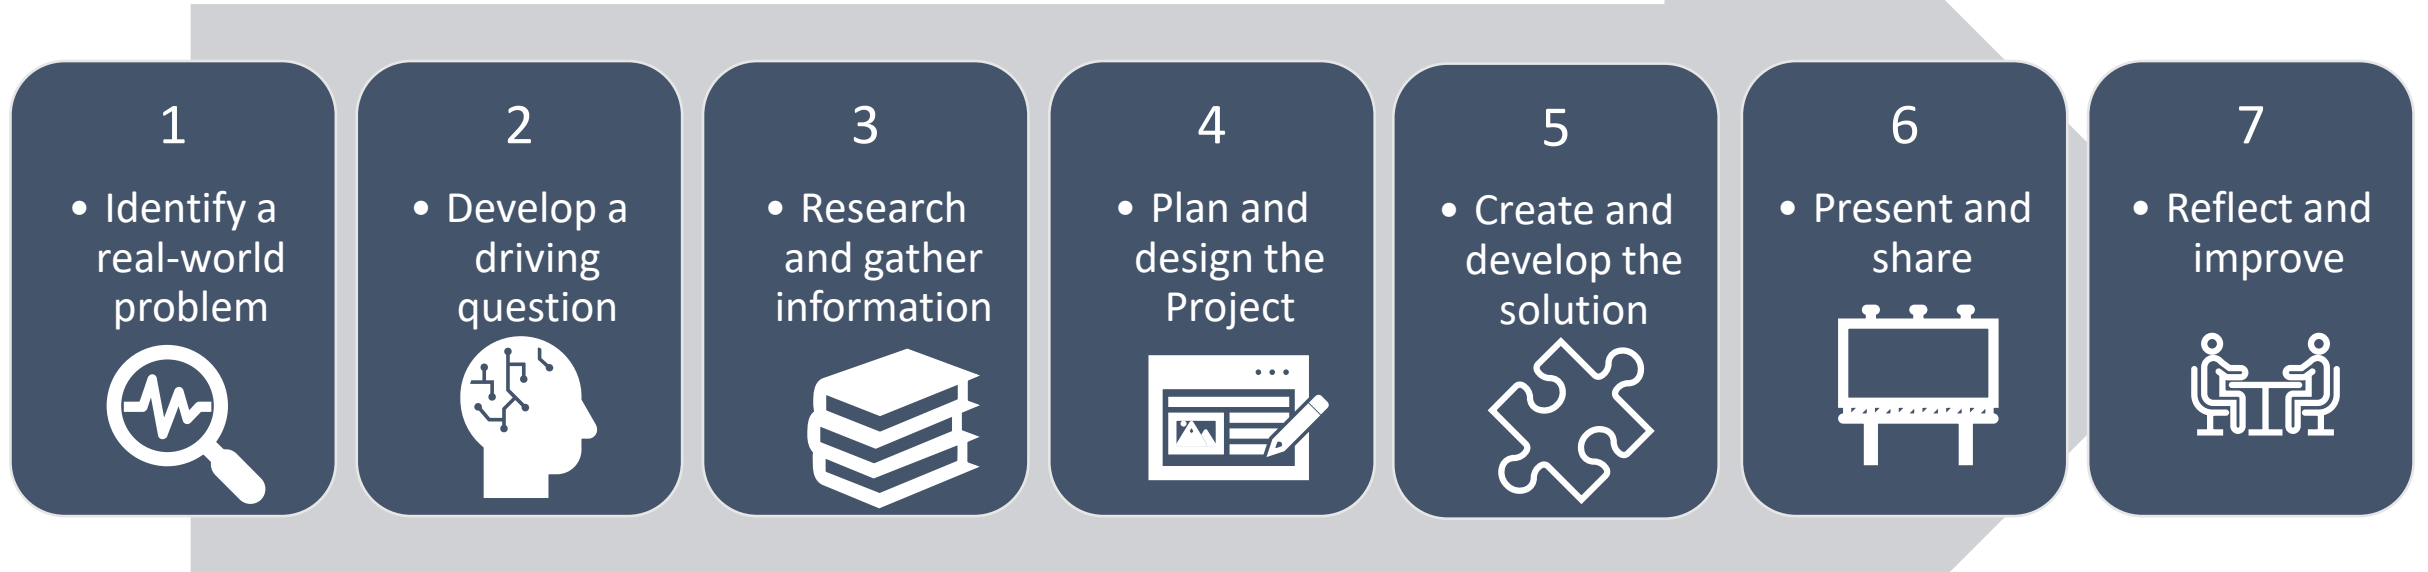 1
• Identify a
real-world
problem
2
• Develop a
driving
question
3
• Research
and gather
information
4
• Plan and
design the
Project
5
• Create and
develop the
solution
6
• Present and
share
7
• Reflect and
improve